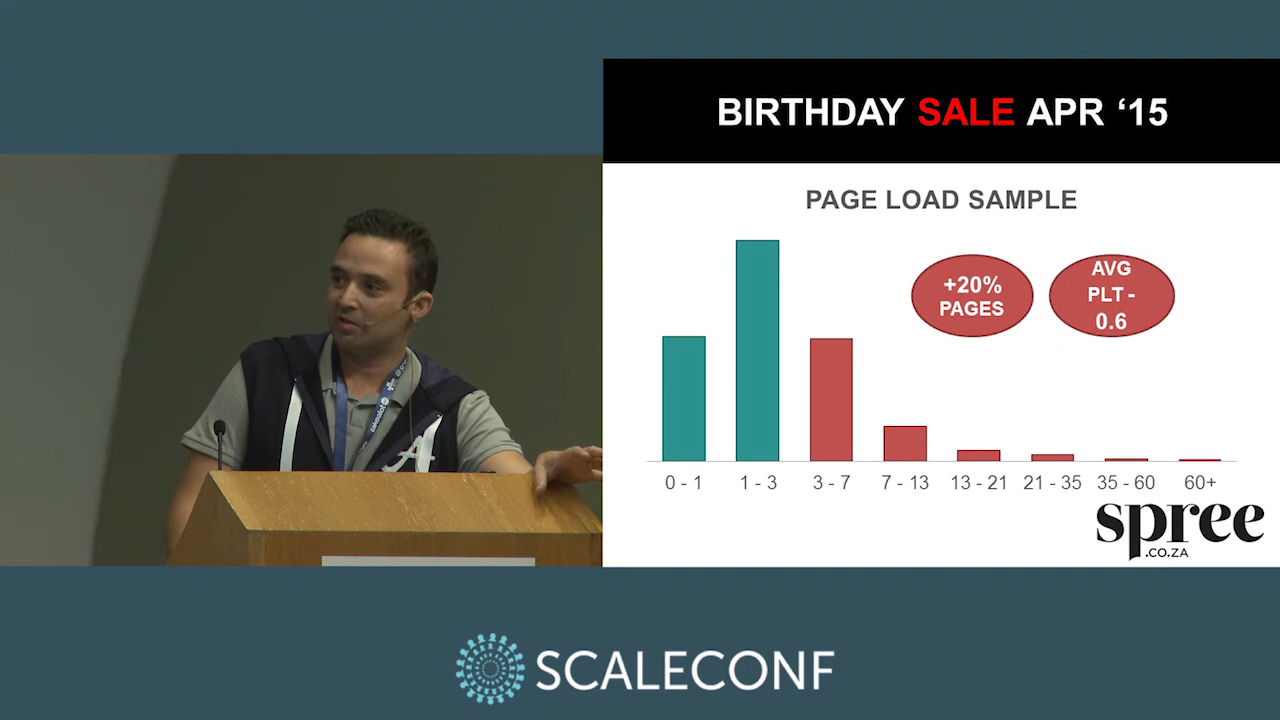 BIRTHDAY SALE APR ‘15
PAGE LOAD SAMPLE
+20%
PAGES
AVG
PLT -
0.6
0 - 1
1 - 3
3 - 7
7 - 13
13 - 21
21 - 35
35 - 60
60+
spree
.CO.ZA
A
SCALECONF